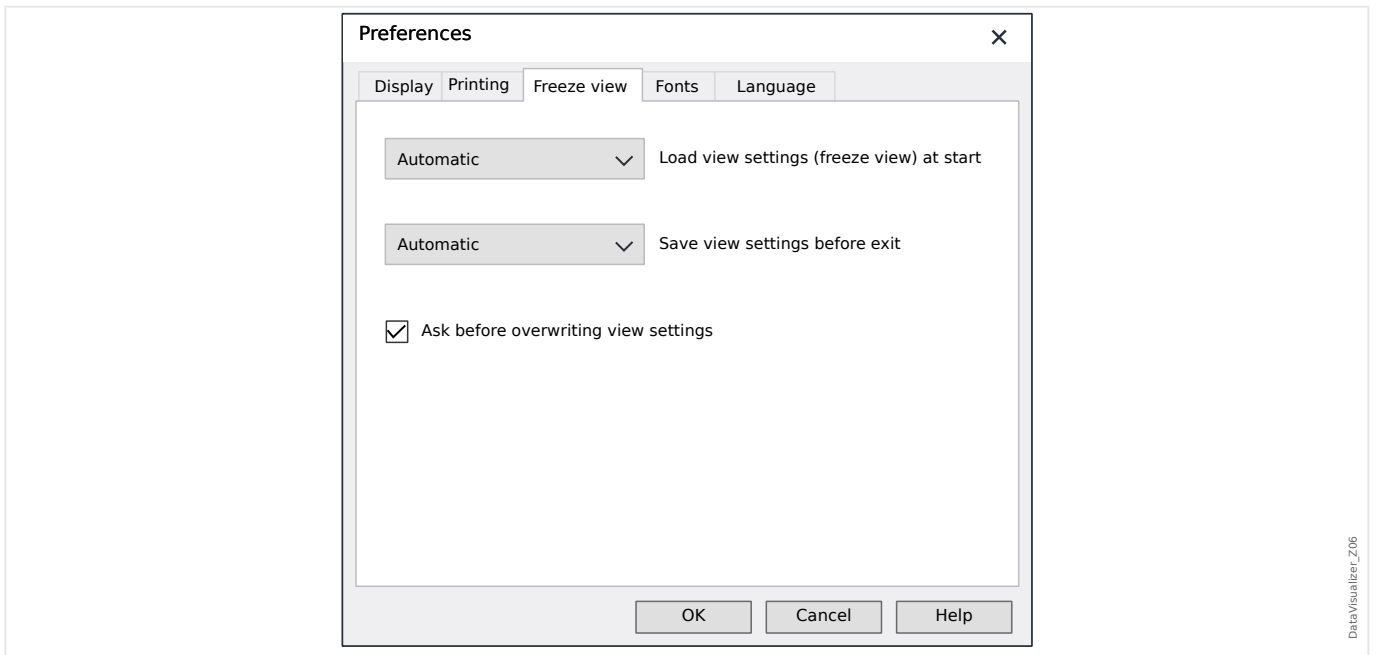 Preferences
Display Printing Freeze view Fonts Language
Automatic Load view settings (freeze view) at start
Automatic Save view settings before exit
Ask before overwriting view settings
OK Cancel Help
DataVisualizer_Z06